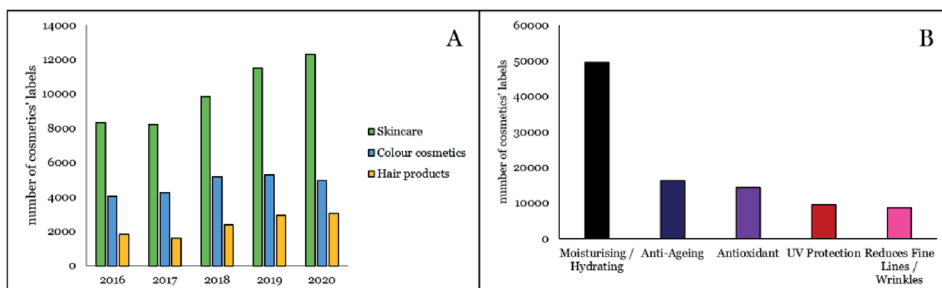 A
number of cosmetics' labels
14000
12000
10000
8000
6000
4000
2000
0
2016
2017
2018
2019
2020
Skincare
Colour cosmetics
Hair products
B
number of cosmetics' labels
60000
50000
40000
30000
20000
10000
0
Moisturising /
Hydrating
Anti-Ageing
Antioxidant
UV Protection
Reduces Fine
Lines /
Wrinkles